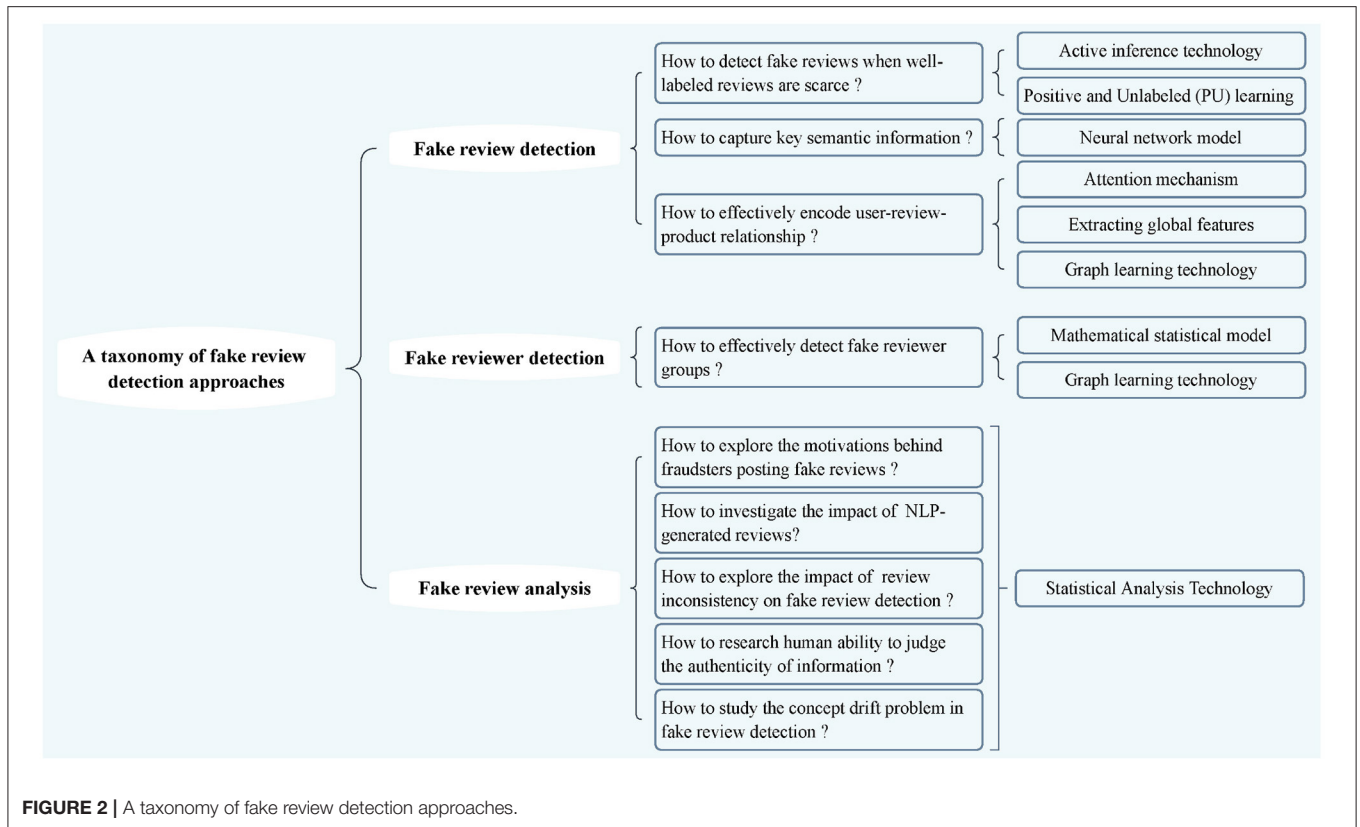 A taxonomy of fake review
detection approaches
Fake review detection
How to detect fake reviews when well-
labeled reviews are scarce ?
Active inference technology
Positive and Unlabeled (PU) learning
How to capture key semantic information ?
Neural network model
How to effectively encode user-review-
product relationship ?
Attention mechanism
Extracting global features
Graph learning technology
Fake reviewer detection
How to effectively detect fake reviewer
groups ?
Mathematical statistical model
Graph learning technology
Fake review analysis
How to explore the motivations behind
fraudsters posting fake reviews ?
How to investigate the impact of NLP-
generated reviews?
How to explore the impact of review
inconsistency on fake review detection ?
How to research human ability to judge
the authenticity of information ?
How to study the concept drift problem in
fake review detection ?
Statistical Analysis Technology
FIGURE 2 | A taxonomy of fake review detection approaches.